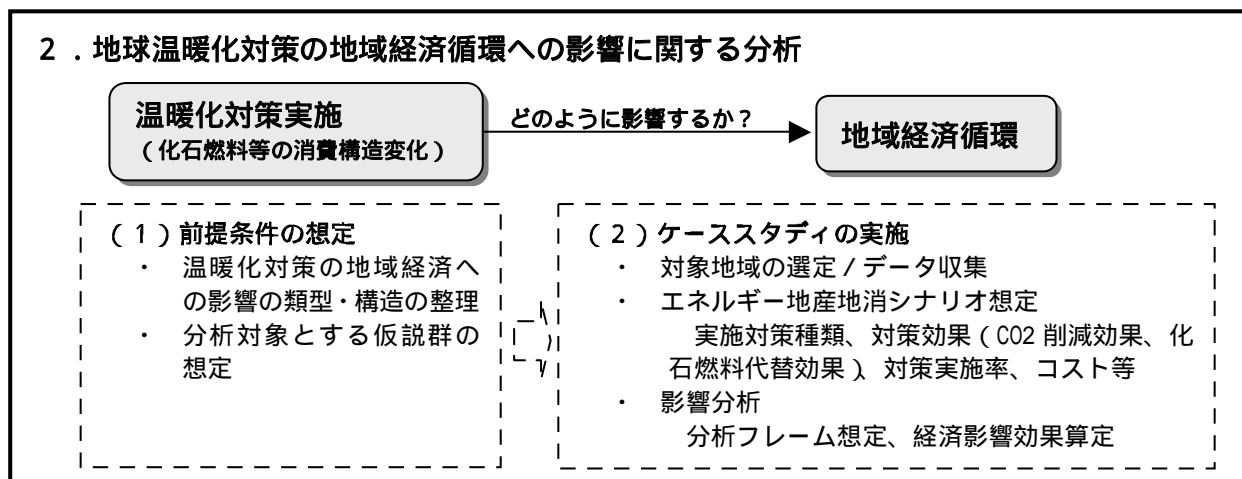 ２．地球温暖化対策の地域経済循環への影響に関する分析
温暖化対策実施
（化石燃料等の消費構造変化）
どのように影響するか？
地域経済循環
（１）前提条件の想定
・ 温暖化対策の地域経済へ
の影響の類型・構造の整理
・ 分析対象とする仮説群の
想定
（２）ケーススタディの実施
・ 対象地域の選定／データ収集
・ エネルギー地産地消シナリオ想定
実施対策種類、対策効果（CO2 削減効果、化
石燃料代替効果）、対策実施率、コスト等
・ 影響分析
分析フレーム想定、経済影響効果算定